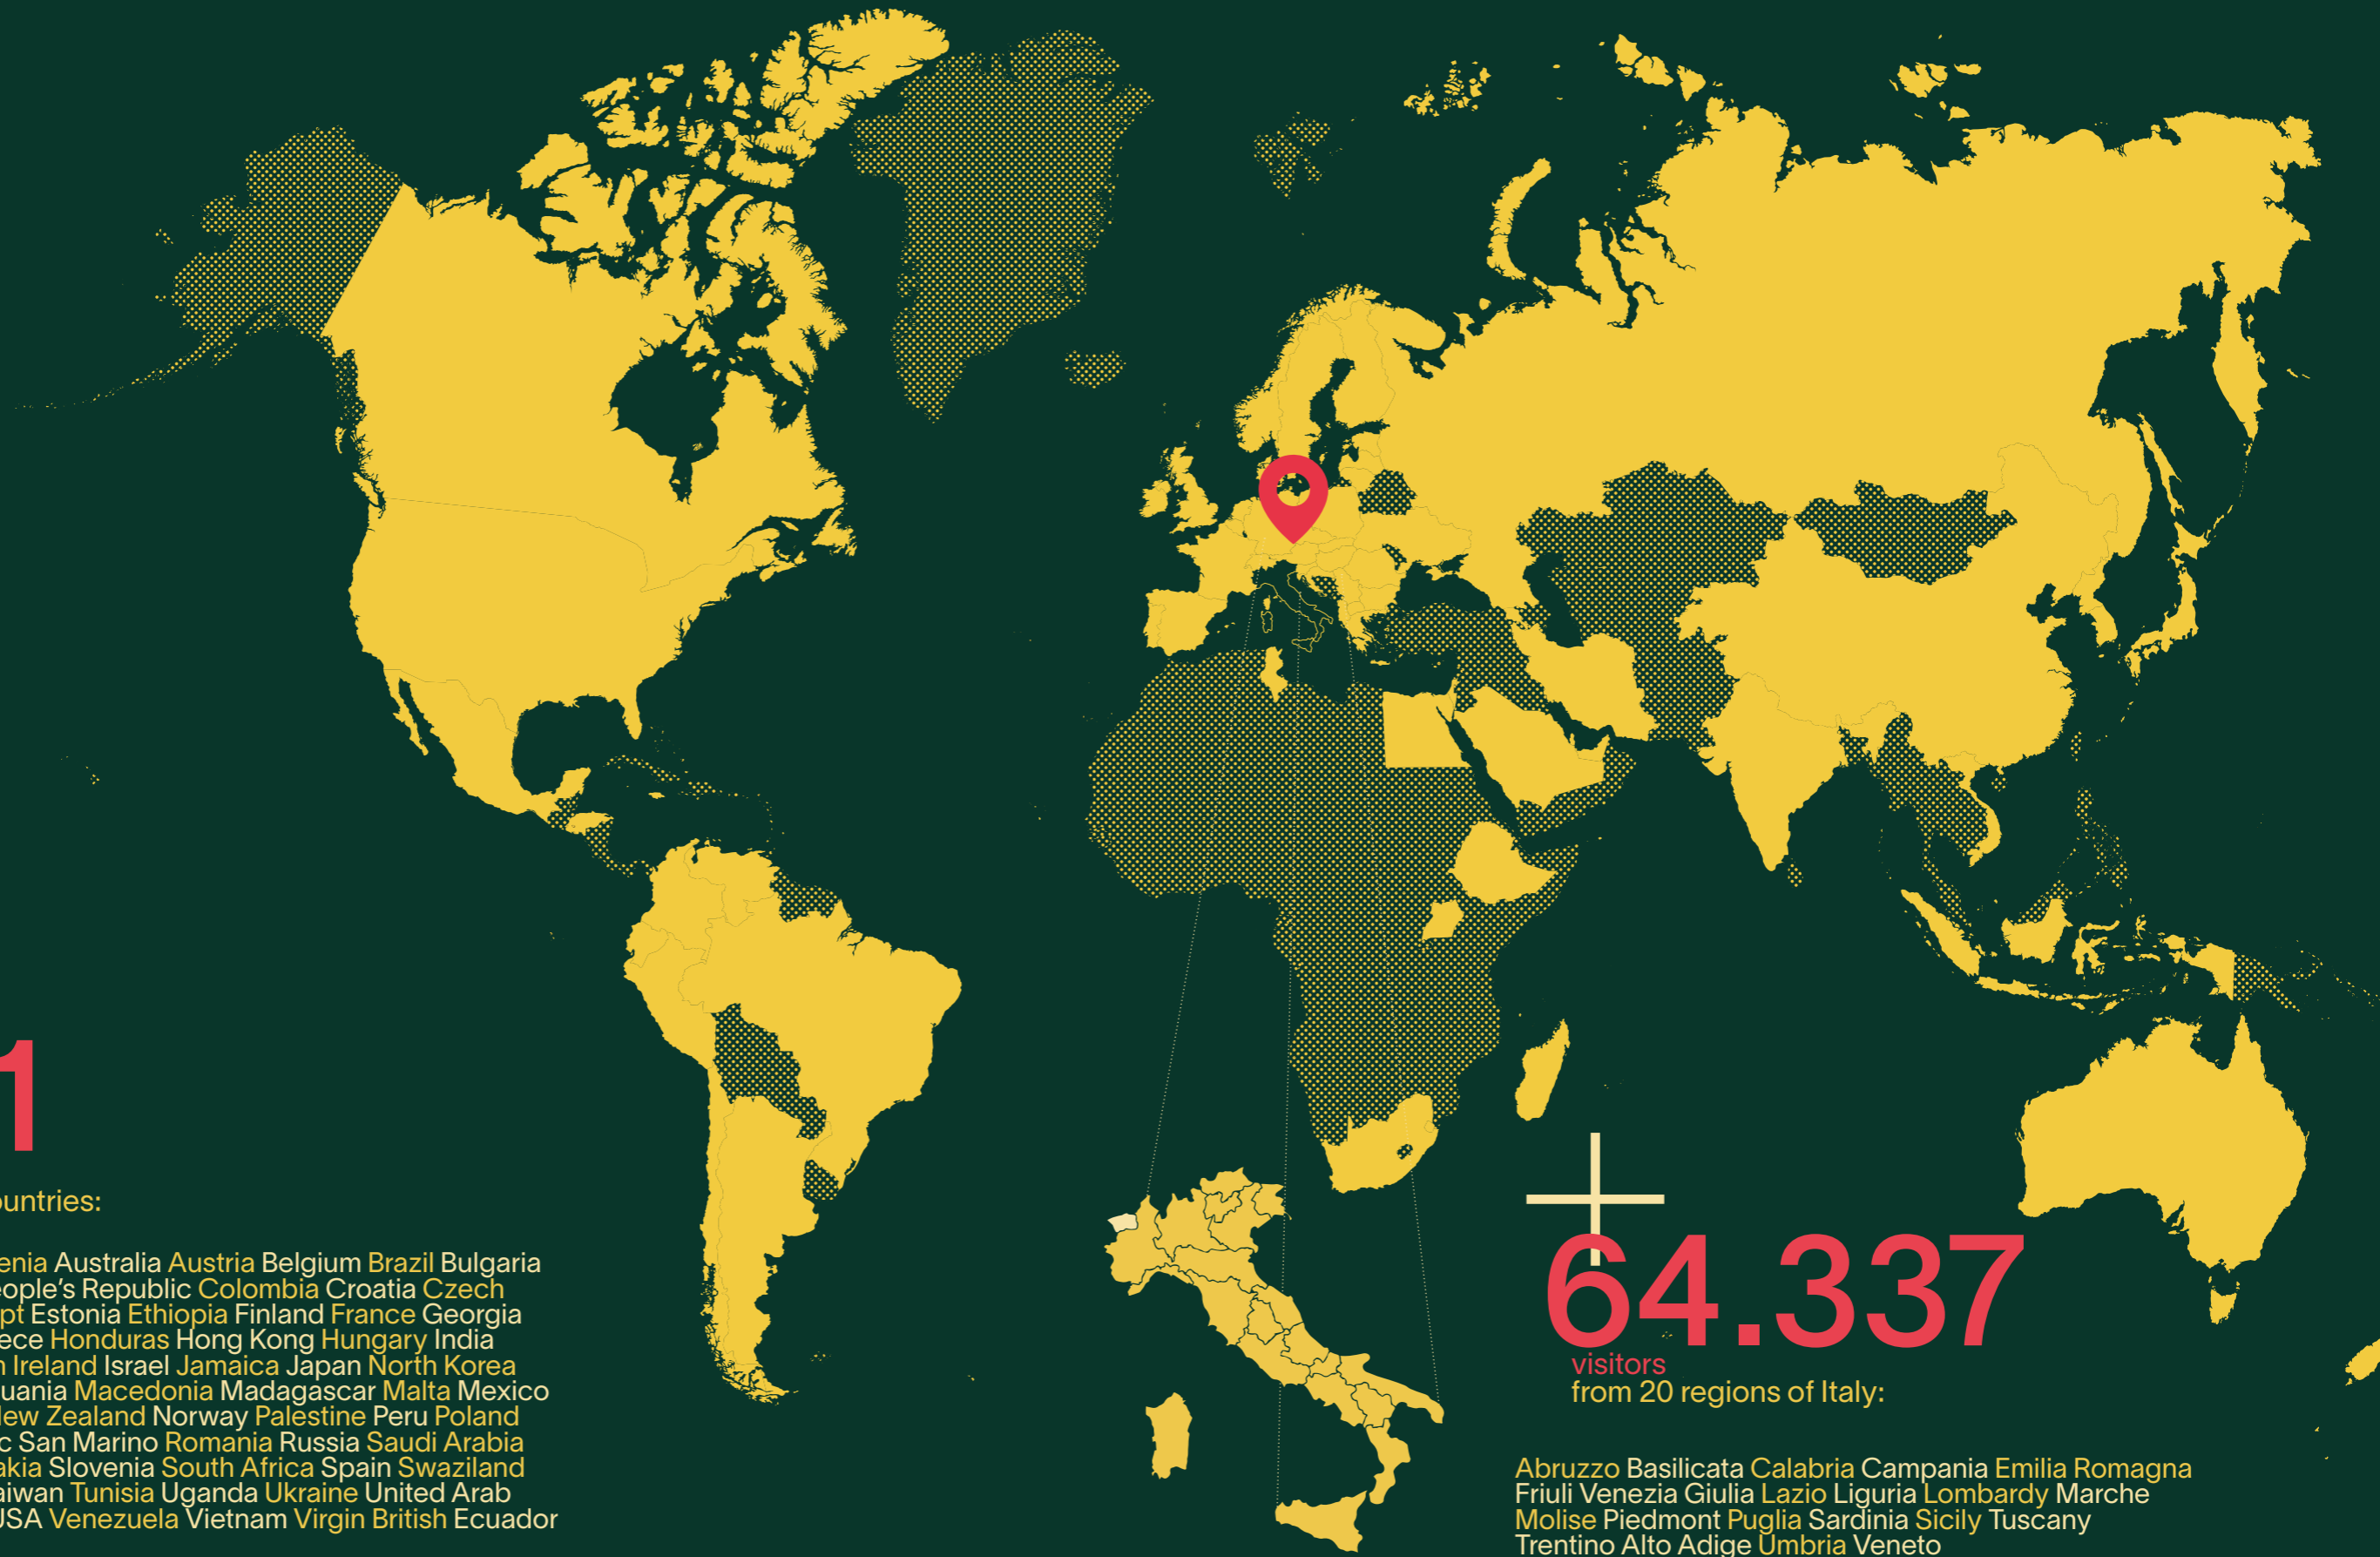 1
untries:
enia Australia Austria Belgium Brazil Bulgaria
eople's Republic Colombia Croatia Czech
pt Estonia Ethiopia Finland France Georgia
ece Honduras Hong Kong Hungary India
n Ireland Israel Jamaica Japan North Korea
uania Macedonia Madagascar Malta Mexico
lew Zealand Norway Palestine Peru Poland
c San Marino Romania Russia Saudi Arabia
akia Slovenia South Africa Spain Swaziland
aiwan Tunisia Uganda Ukraine United Arab
USA Venezuela Vietnam Virgin British Ecuador
64.337
visitors
from 20 regions of Italy:
Abruzzo Basilicata Calabria Campania Emilia Romagna
Friuli Venezia Giulia Lazio Liguria Lombardy Marche
Molise Piedmont Puglia Sardinia Sicily Tuscany
Trentino Alto Adige Umbria Veneto